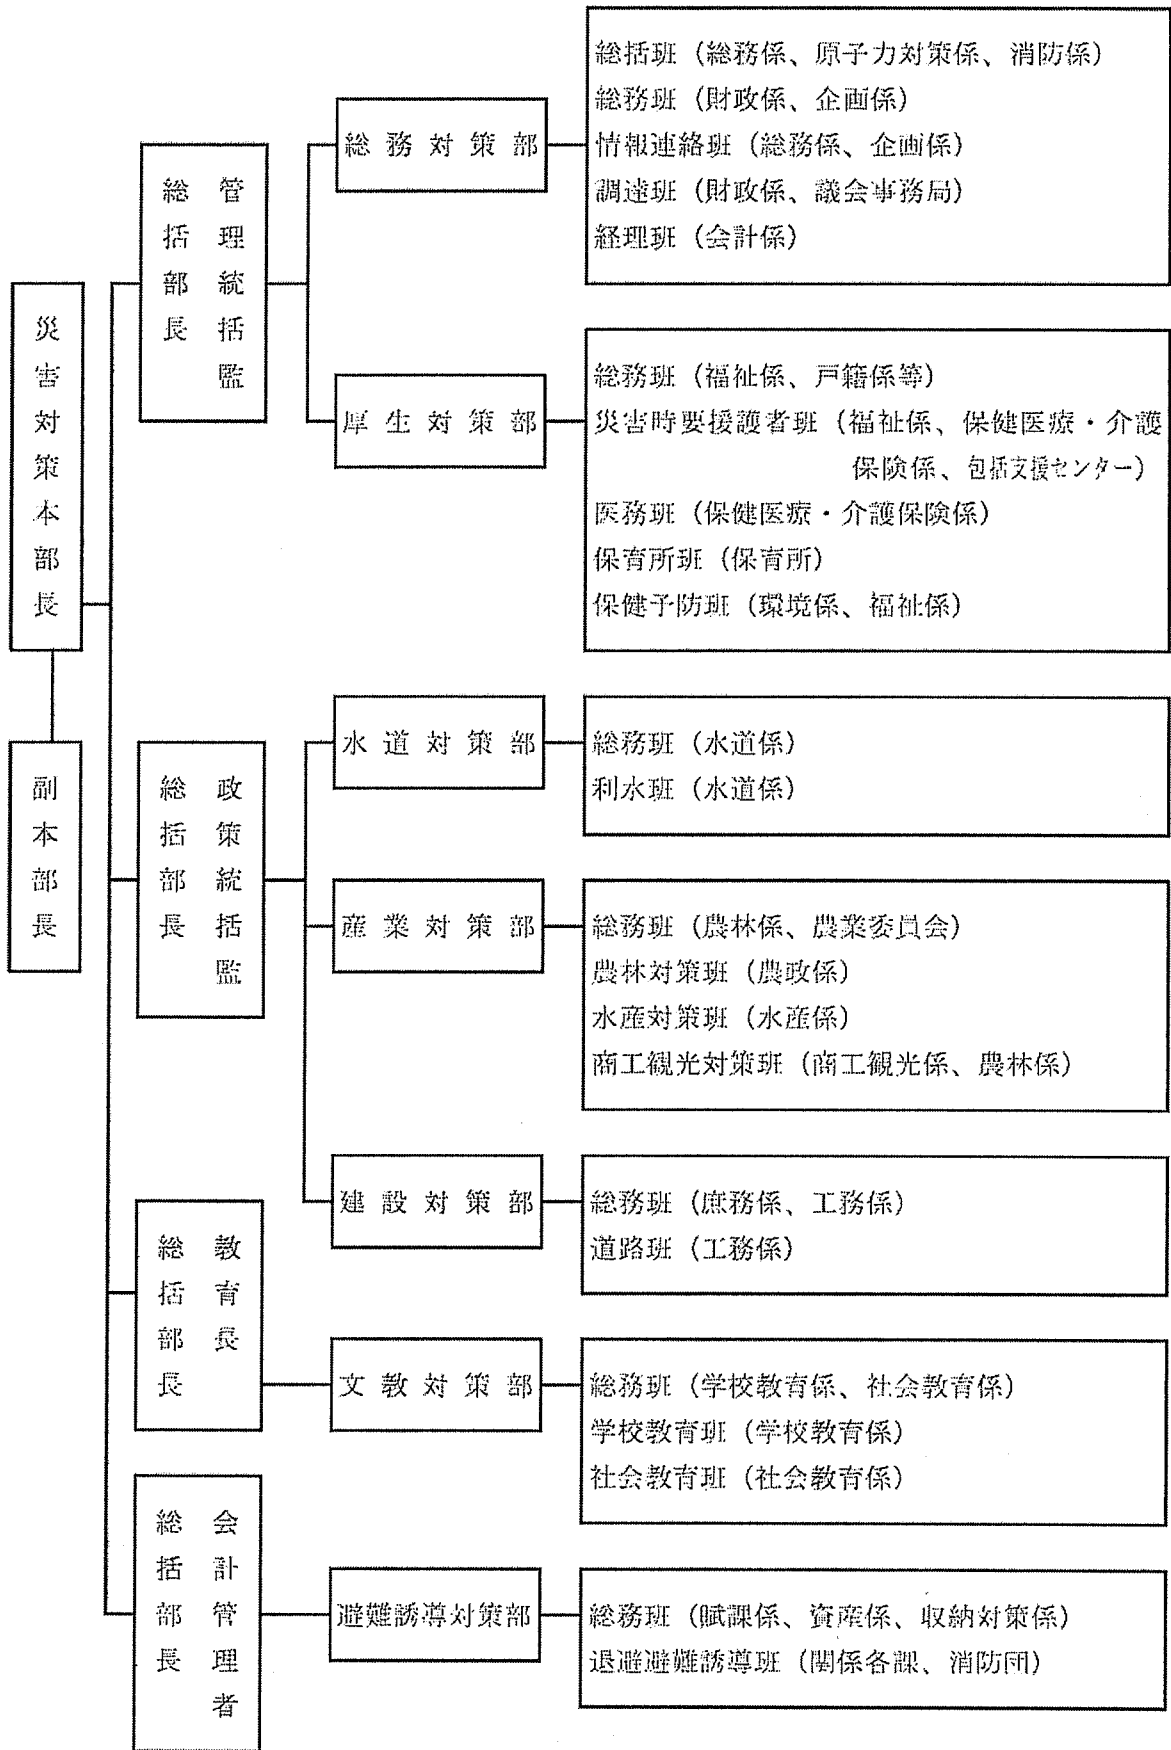 災害対策本部長
副本部長
総括部長
管理統括監
総務対策部
総括班（総務係、原子力対策係、消防係）
総務班（財政係、企画係）
情報連絡班（総務係、企画係）
調達班（財政係、議会事務局）
経理班（会計係）
厚生対策部
総務班（福祉係、戸籍係等）
災害時要援護者班（福祉係、保健医療・介護
保険係、包括支援センター）
医務班（保健医療・介護保険係）
保育所班（保育所）
保健予防班（環境係、福祉係）
総括部長
政策統括監
水道対策部
総務班（水道係）
利水班（水道係）
産業対策部
総務班（農林係、農業委員会）
農林対策班（農政係）
水産対策班（水産係）
商工観光対策班（商工観光係、農林係）
建設対策部
総務班（庶務係、工務係）
道路班（工務係）
総括部長
教育長
文教対策部
総務班（学校教育係、社会教育係）
学校教育班（学校教育係）
社会教育班（社会教育係）
総括部長
会計管理者
避難誘導対策部
総務班（賦課係、資産係、収納対策係）
退避避難誘導班（関係各課、消防団）